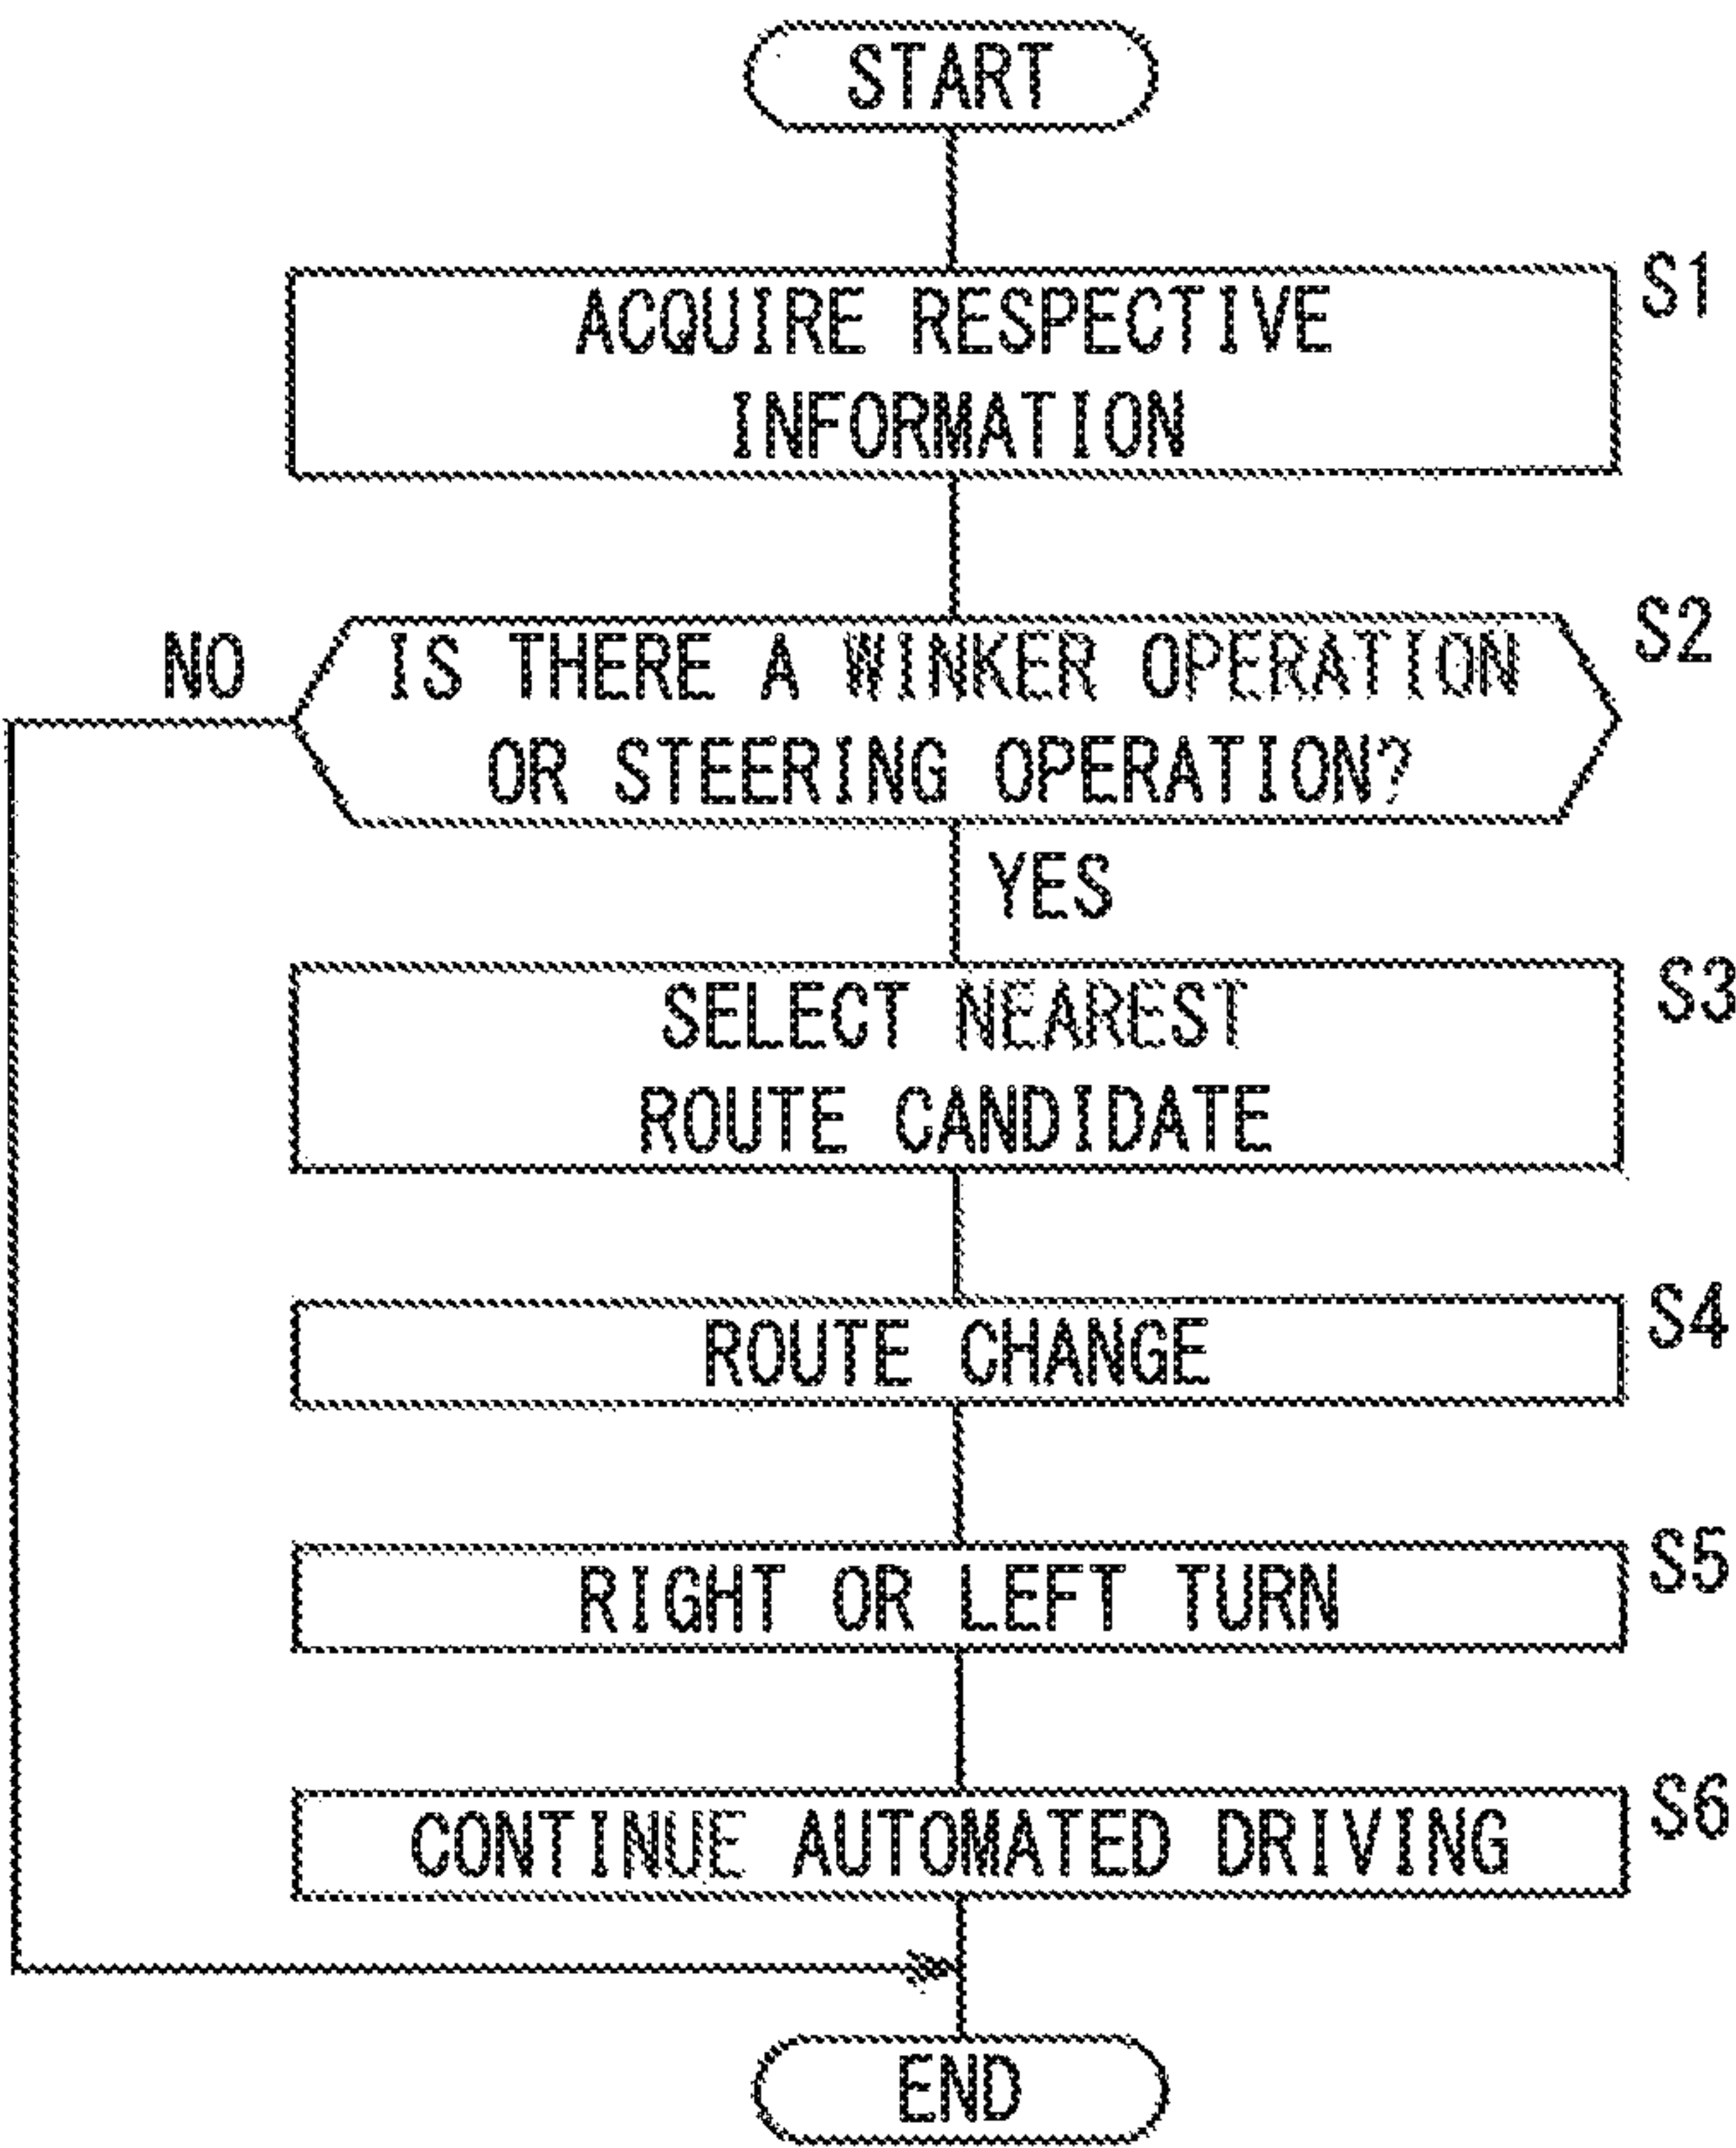 START
S1
ACQUIRE RESPECTIVE
INFORMATION
S2
NO
IS THERE A WINKER OPERATION
OR STEERING OPERATION?
YES
S3
SELECT NEAREST
ROUTE CANDIDATE
S4
ROUTE CHANGE
S5
RIGHT OR LEFT TURN
S6
CONTINUE AUTOMATED DRIVING
END